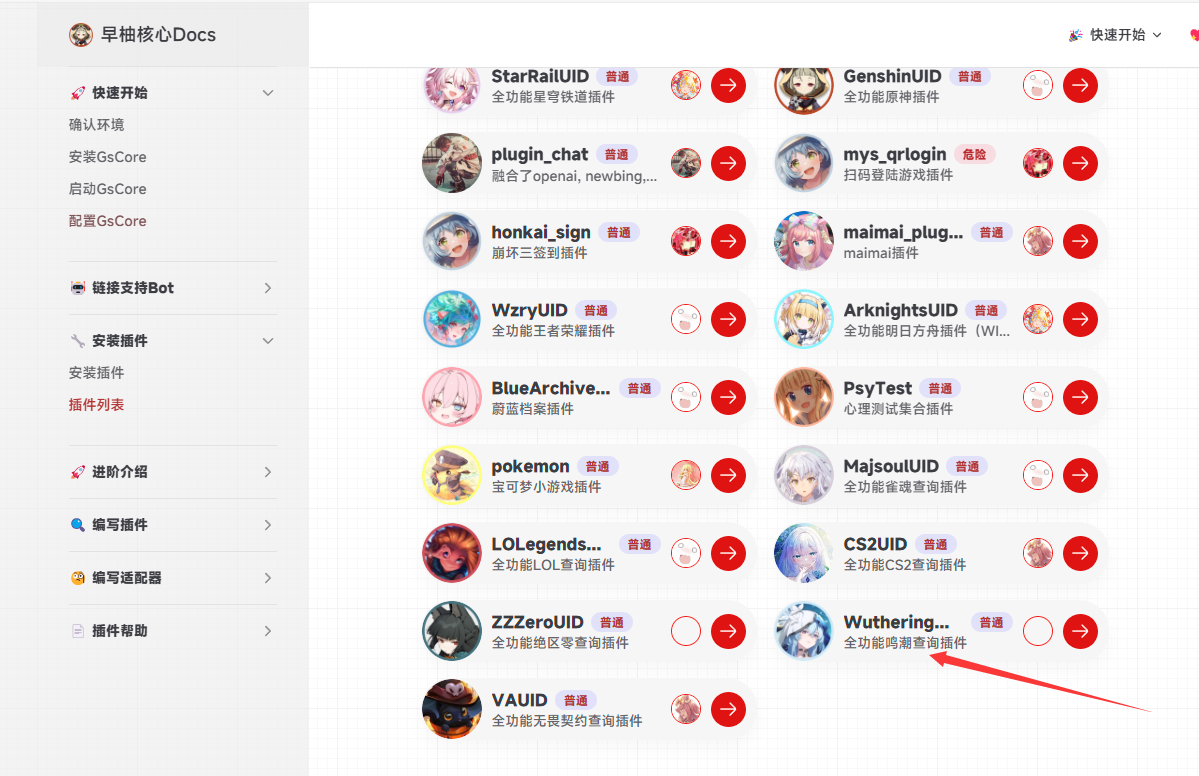 早柚核心Docs
快速开始
快速开始
确认环境
安装GsCore
启动GsCore
配置GsCore
链接支持Bot
安装插件
安装插件
插件列表
进阶介绍
编写插件
编写适配器
插件帮助
StarRailUID 普通
全功能星穹铁道插件
GenshinUID 普通
全功能原神插件
plugin_chat 普通
融合了openai, newbing,...
mys_qrlogin 危险
扫码登陆游戏插件
honkai_sign 普通
崩坏三签到插件
maimai_plug... 普通
maimai插件
WzryUID 普通
全功能王者荣耀插件
ArknightsUID 普通
全功能明日方舟插件（WI...
BlueArchive... 普通
蔚蓝档案插件
PsyTest 普通
心理测试集合插件
pokemon 普通
宝可梦小游戏插件
MajsoulUID 普通
全功能雀魂查询插件
LOLegends... 普通
全功能LOL查询插件
CS2UID 普通
全功能CS2查询插件
ZZZeroUID 普通
全功能绝区零查询插件
Wuthering... 普通
全功能鸣潮查询插件
VAUID 普通
全功能无畏契约查询插件